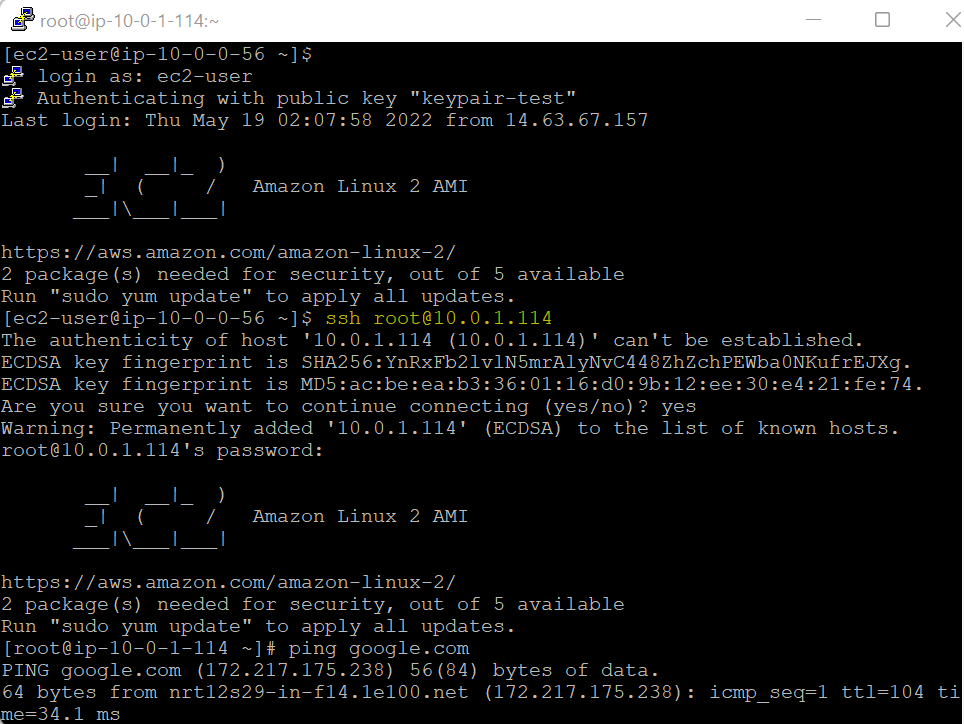 root@ip-10-0-1-114:~
[ec2-user@ip-10-0-0-56 ~]$
login as: ec2-user
Authenticating with public key "keypair-test"
Last login: Thu May 19 02:07:58 2022 from 14.63.67.157
       __|  __|_  )
       _|  (     /   Amazon Linux 2 AMI
      ___|\___|___|
https://aws.amazon.com/amazon-linux-2/
2 package(s) needed for security, out of 5 available
Run "sudo yum update" to apply all updates.
[ec2-user@ip-10-0-0-56 ~]$ ssh root@10.0.1.114
The authenticity of host '10.0.1.114 (10.0.1.114)' can't be established.
ECDSA key fingerprint is SHA256:YnRxFb2lvlN5mrAlyNvC448ZhZchPEWba0NKufrEJXg.
ECDSA key fingerprint is MD5:ac:be:ea:b3:36:01:16:d0:9b:12:ee:30:e4:21:fe:74.
Are you sure you want to continue connecting (yes/no)? yes
Warning: Permanently added '10.0.1.114' (ECDSA) to the list of known hosts.
root@10.0.1.114's password:
       __|  __|_  )
       _|  (     /   Amazon Linux 2 AMI
      ___|\___|___|
https://aws.amazon.com/amazon-linux-2/
2 package(s) needed for security, out of 5 available
Run "sudo yum update" to apply all updates.
[root@ip-10-0-1-114 ~]# ping google.com
PING google.com (172.217.175.238) 56(84) bytes of data.
64 bytes from nrt12s29-in-f14.1e100.net (172.217.175.238): icmp_seq=1 ttl=104 ti
me=34.1 ms